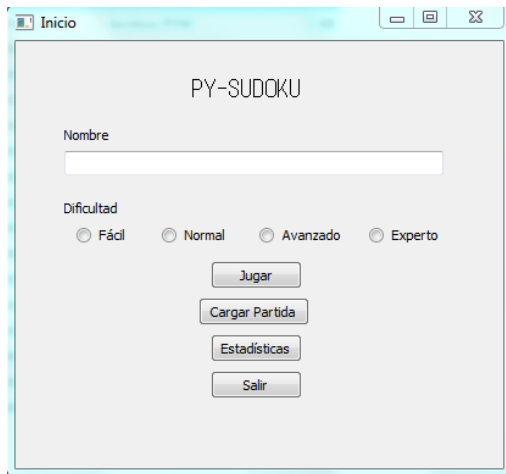 Inicio
PY-SUDOKU
Nombre
Dificultad
Fácil Normal Avanzado Experto
Jugar
Cargar Partida
Estadísticas
Salir